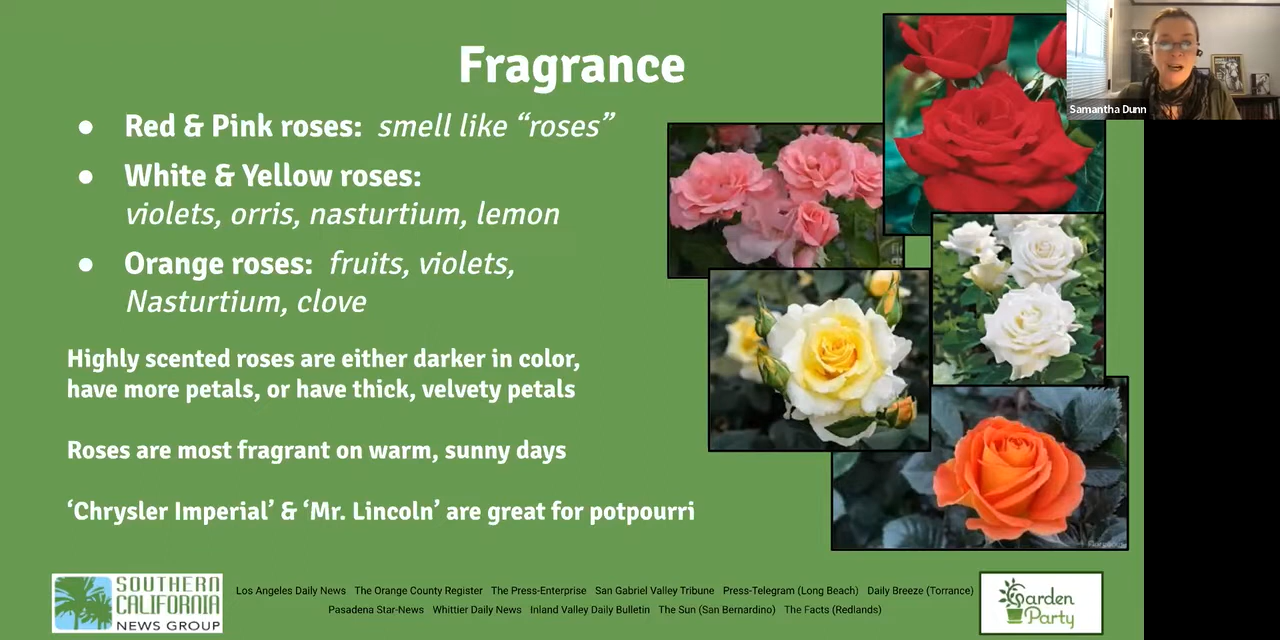 Fragrance
● Red & Pink roses: smell like “roses”
● White & Yellow roses:
violets, orris, nasturtium, lemon
● Orange roses: fruits, violets,
Nasturtium, clove
Highly scented roses are either darker in color,
have more petals, or have thick, velvety petals
Roses are most fragrant on warm, sunny days
‘Chrysler Imperial’ & ‘Mr. Lincoln’ are great for potpourri
Samantha Dunn
SOUTHERN
CALIFORNIA
NEWS GROUP
Los Angeles Daily News The Orange County Register The Press-Enterprise San Gabriel Valley Tribune Press-Telegram (Long Beach) Daily Breeze (Torrance)
Pasadena Star-News Whittier Daily News Inland Valley Daily Bulletin The Sun (San Bernardino) The Facts (Redlands)
Garden
Party